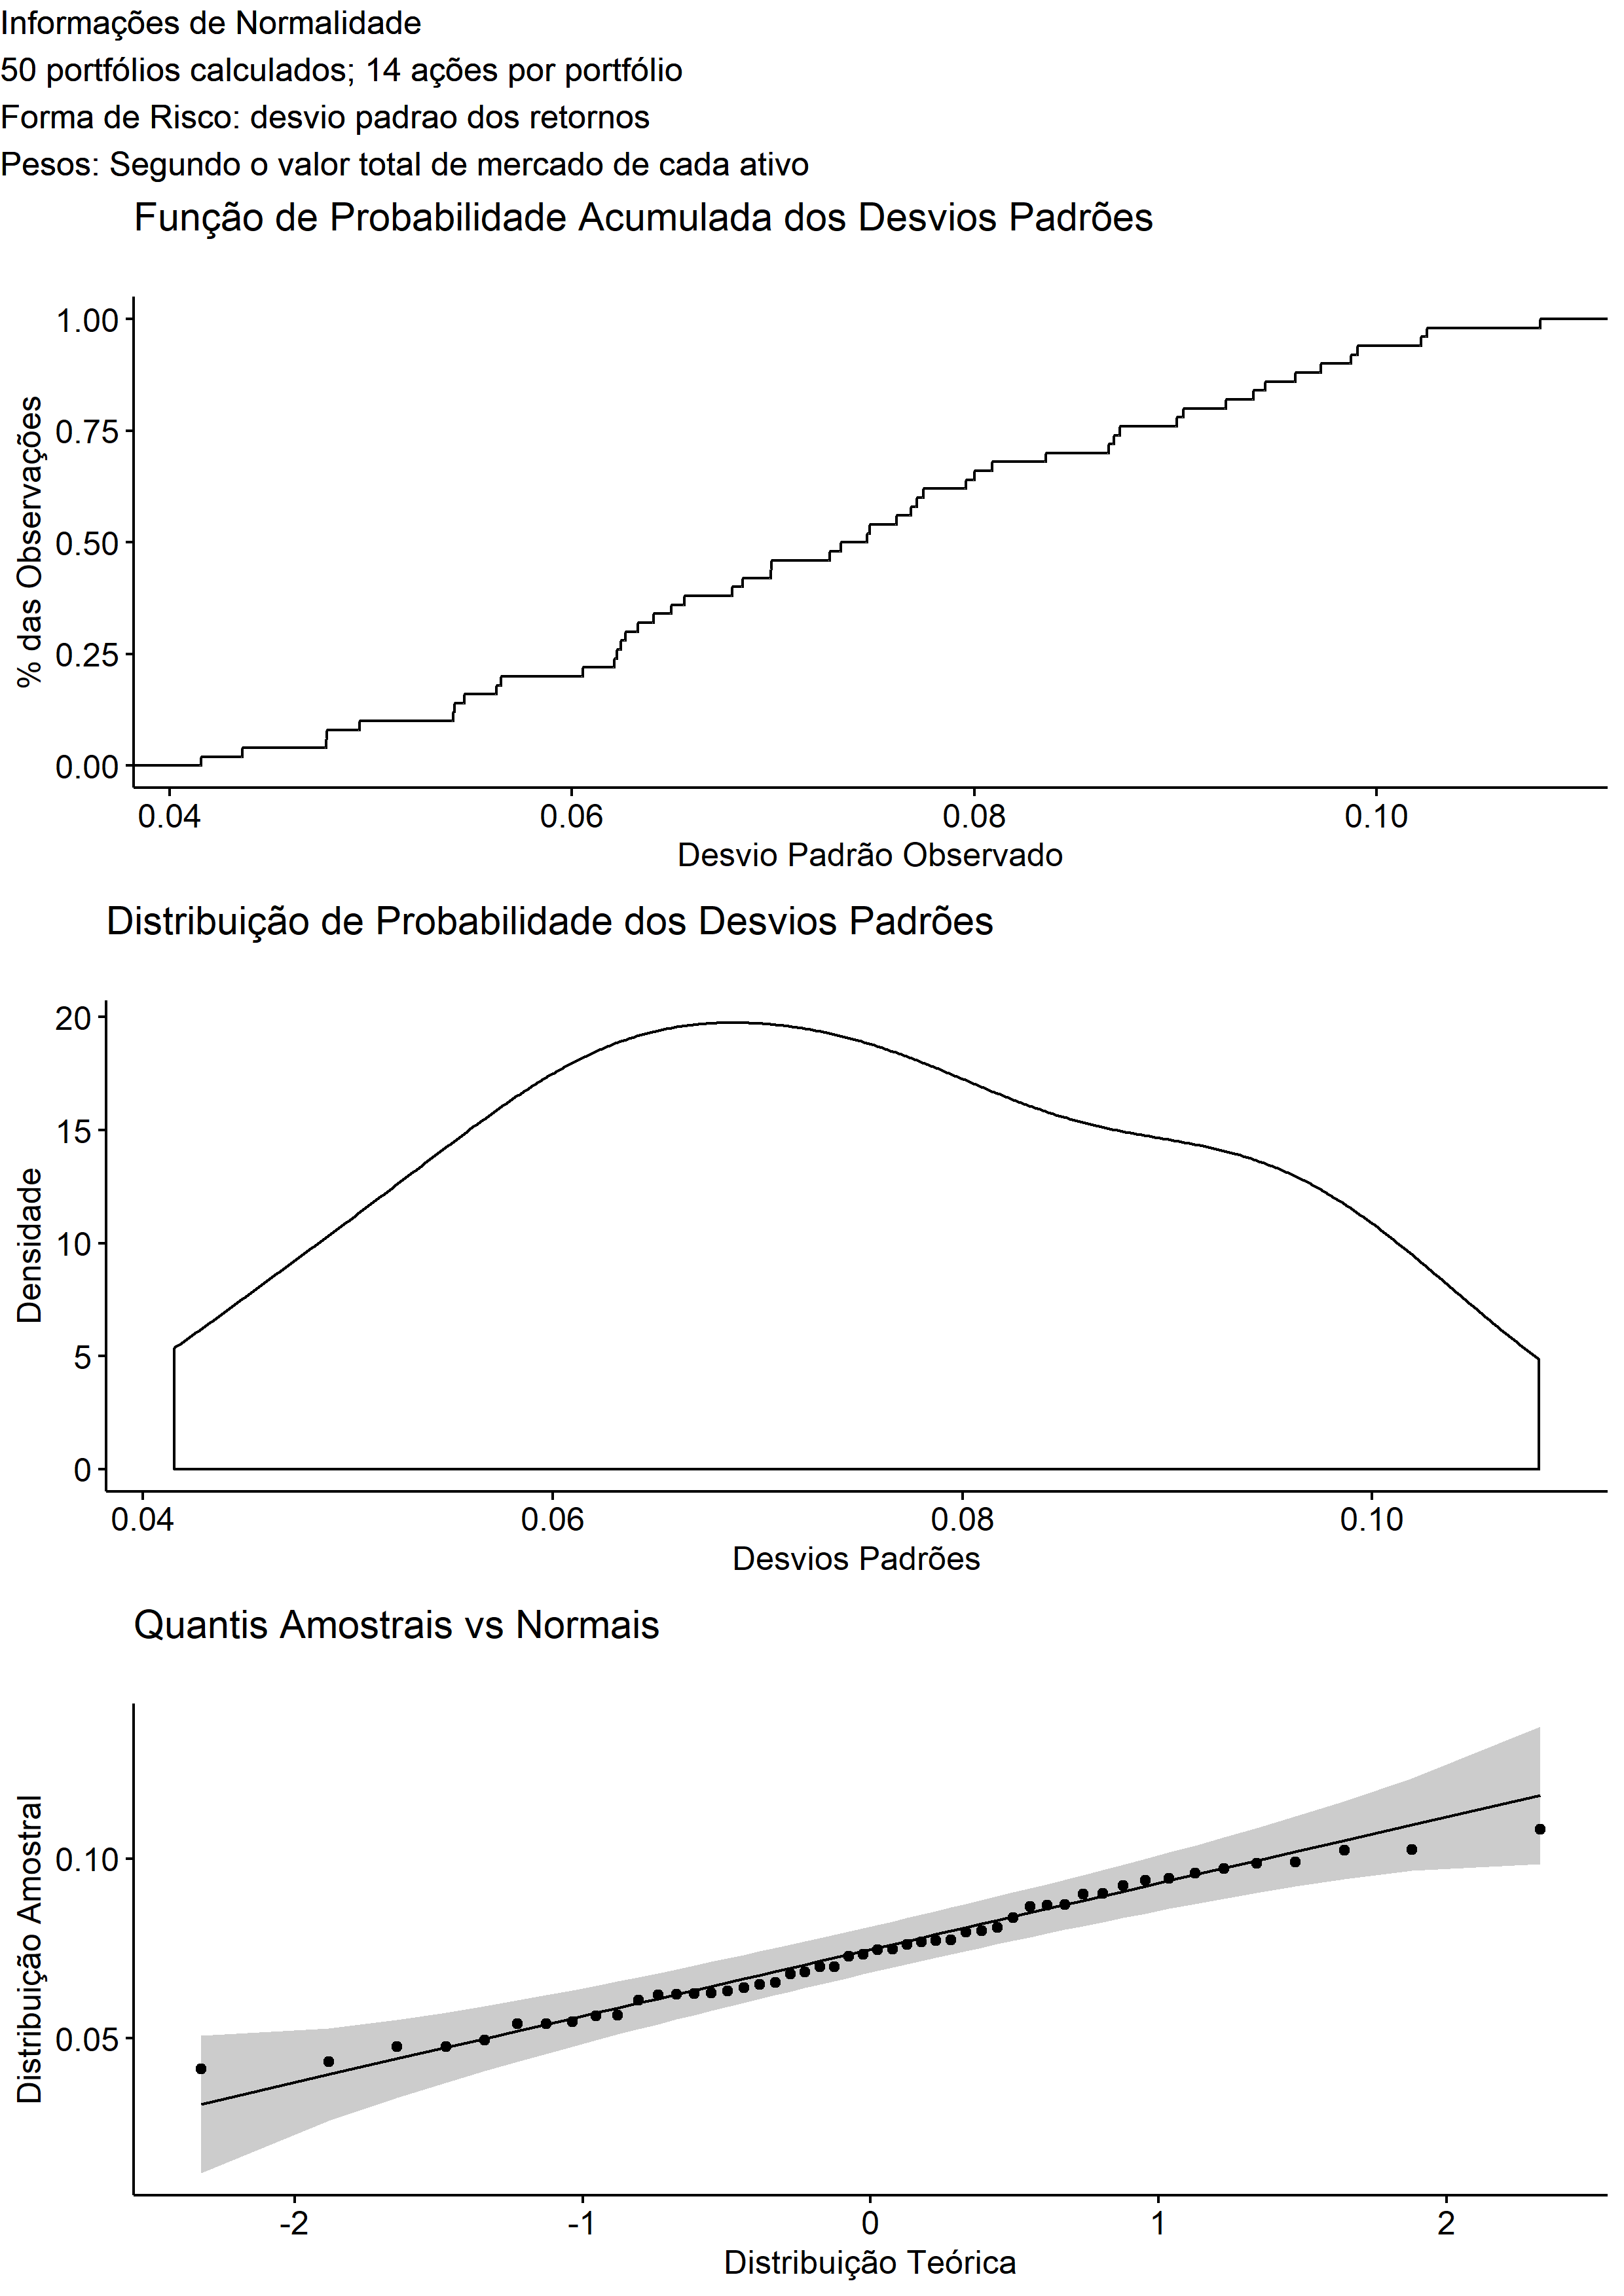 Informações de Normalidade
50 portfólios calculados; 14 ações por portfólio
Forma de Risco: desvio padrao dos retornos
Pesos: Segundo o valor total de mercado de cada ativo
Função de Probabilidade Acumulada dos Desvios Padrões
% das Observações
1.00
0.75
0.50
0.25
0.00
0.04 0.06 0.08 0.10
Desvio Padrão Observado
Distribuição de Probabilidade dos Desvios Padrões
Densidade
20
15
10
5
0
0.04 0.06 0.08 0.10
Desvios Padrões
Quantis Amostrais vs Normais
Distribuição Amostral
0.10
0.05
-2 -1 0 1 2
Distribuição Teórica